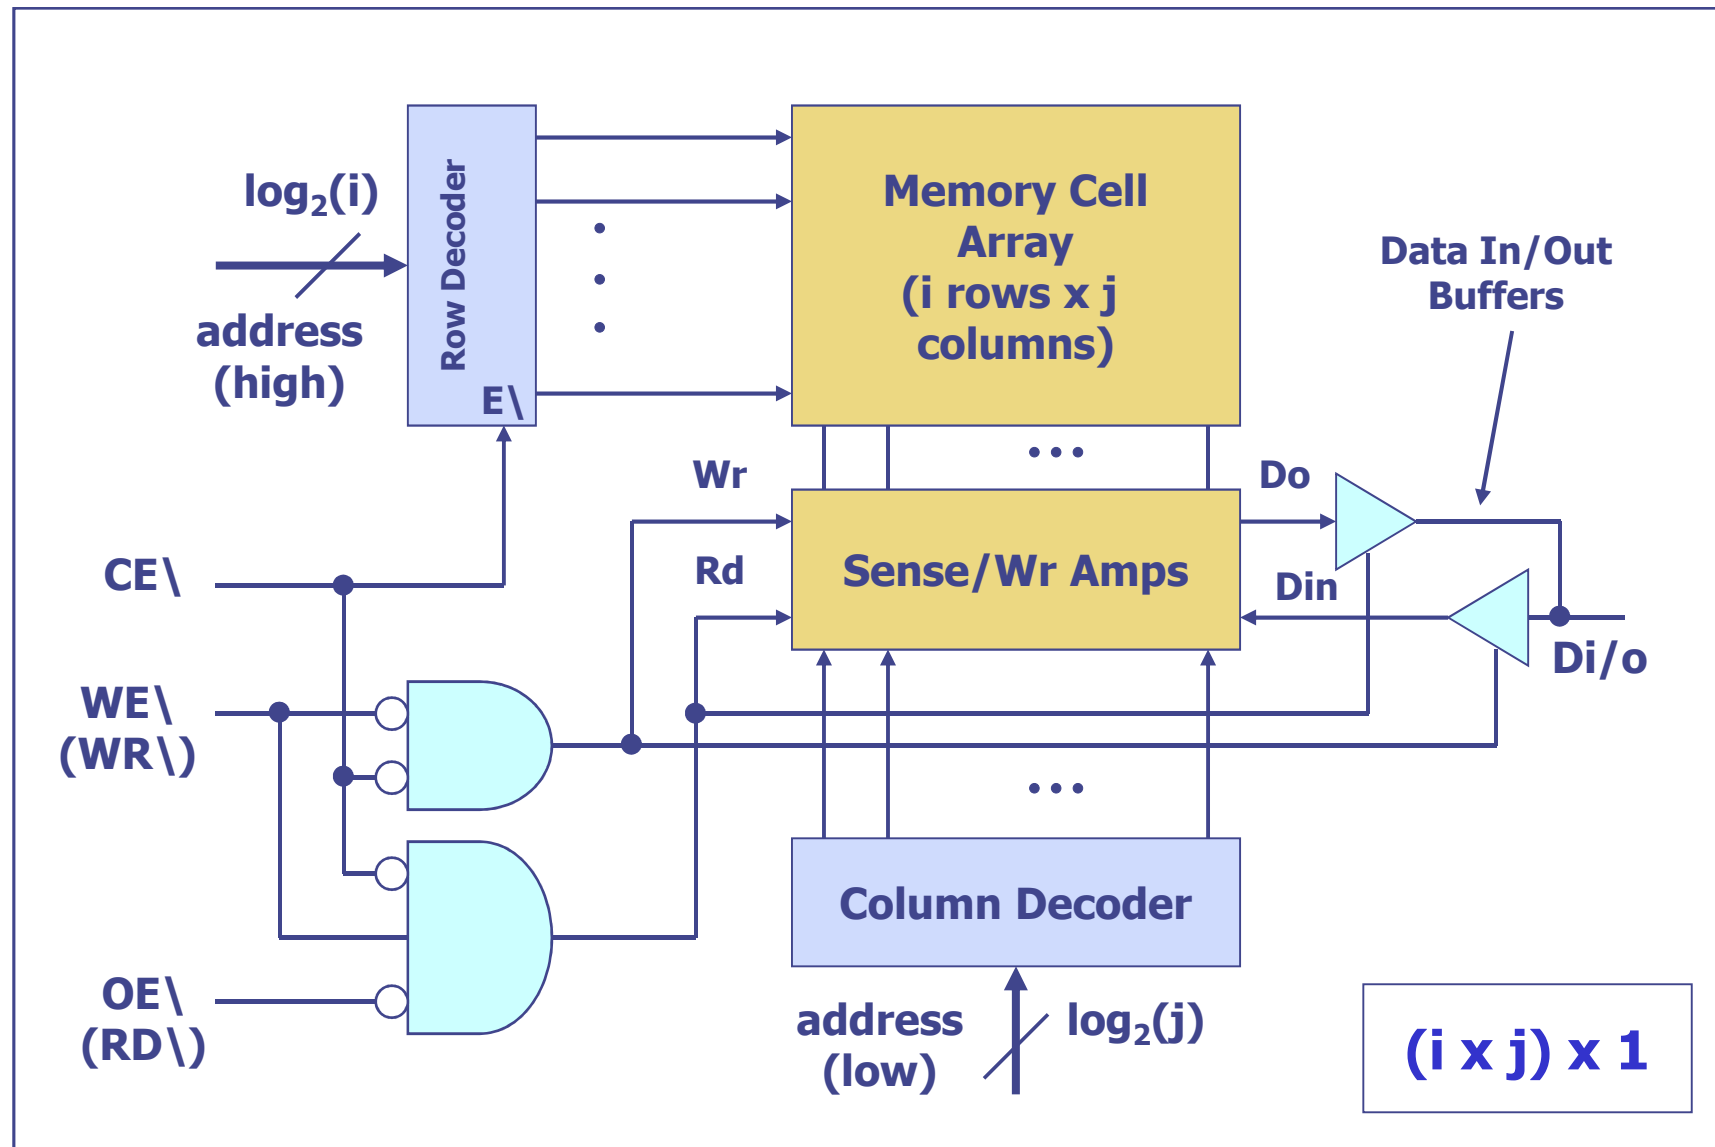 log₂(i)
address
(high)
Row Decoder
E\
Memory Cell
Array
(i rows x j
columns)
Data In/Out
Buffers
Wr
Rd
Sense/Wr Amps
Do
Din
Di/o
CE\
WE\
(WR\)
OE\
(RD\)
Column Decoder
address
(low)
log₂(j)
(i x j) x 1